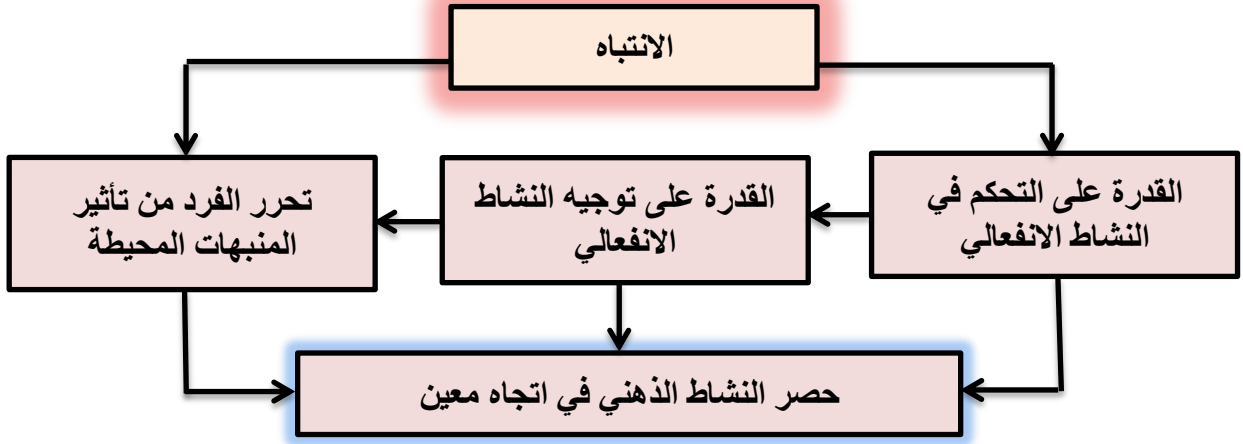 الانتباه
القدرة على التحكم في
النشاط الانفعالي
القدرة على توجيه النشاط
الانفعالي
تحرر الفرد من تأثير
المنبهات المحيطة
حصر النشاط الذهني في اتجاه معين